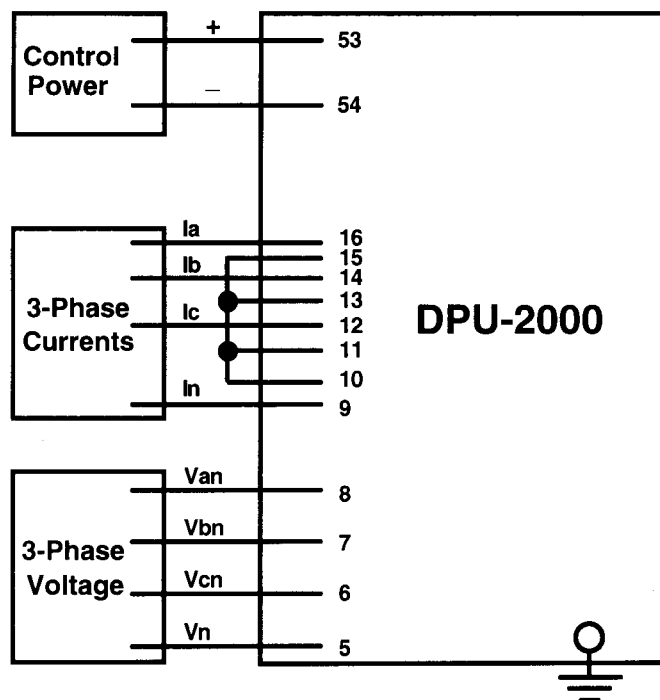 Control
Power
+
–
53
54
3-Phase
Currents
Ia
Ib
Ic
In
16
15
14
13
12
11
10
9
DPU-2000
3-Phase
Voltage
Van
Vbn
Vcn
Vn
8
7
6
5